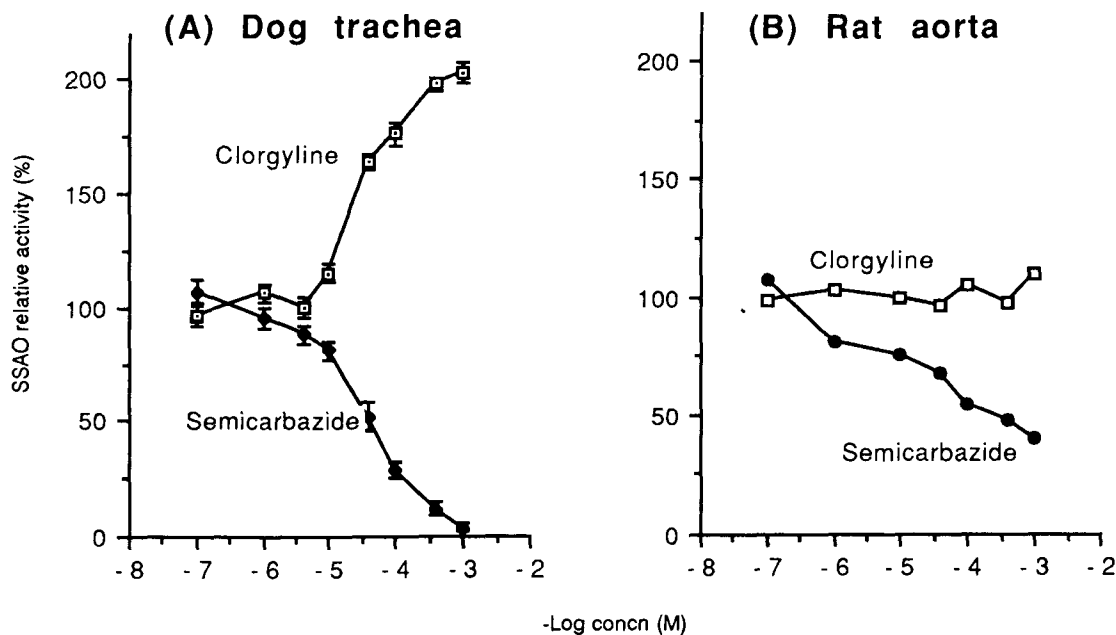 (A) Dog trachea
(B) Rat aorta
SSAO relative activity (%)
200
150
100
50
0
Clorgyline
Semicarbazide
- 8 - 7 - 6 - 5 - 4 - 3 - 2
200
150
100
50
0
Clorgyline
Semicarbazide
- 8 - 7 - 6 - 5 - 4 - 3 - 2
-Log concn (M)